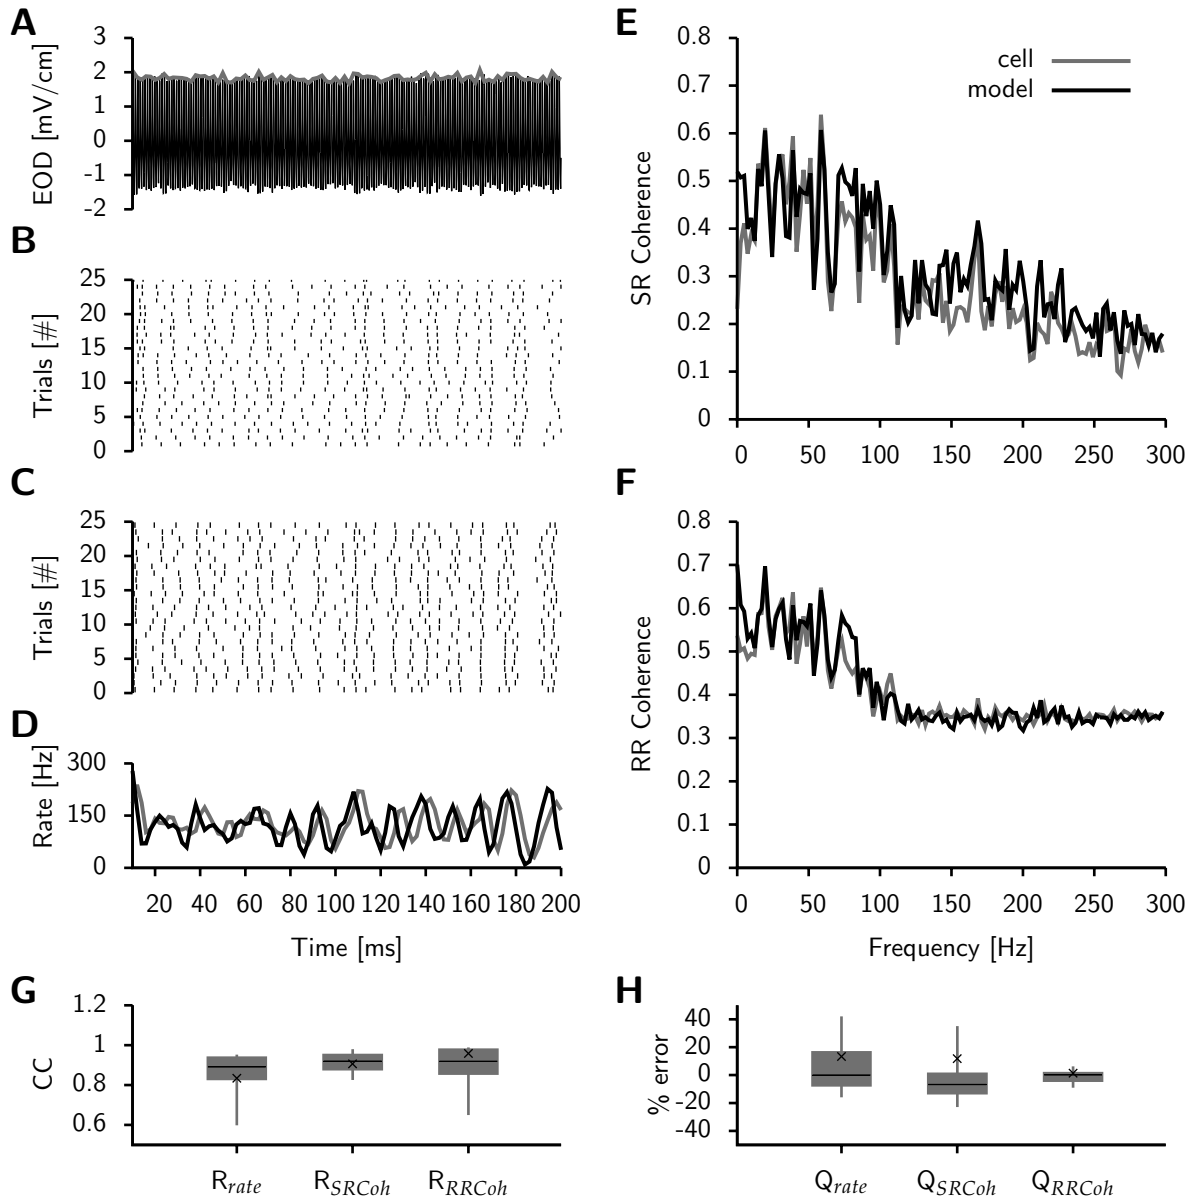 A
3
2
1
0
-1
-2
EOD [mV/cm]
B
25
20
15
10
5
0
Trials [#]
C
25
20
15
10
5
0
Trials [#]
D
300
150
0
Rate [Hz]
20 40 60 80 100 120 140 160 180 200
Time [ms]
E
0.8
0.7
0.6
0.5
0.4
0.3
0.2
0.1
0
SR Coherence
cell
model
0 50 100 150 200 250 300
F
0.8
0.7
0.6
0.5
0.4
0.3
0.2
0.1
0
RR Coherence
0 50 100 150 200 250 300
Frequency [Hz]
G
1.2
1
0.8
0.6
CC
R_rate R_SRCoh R_RRCoh
H
40
20
0
-20
-40
% error
Q_rate Q_SRCoh Q_RRCoh